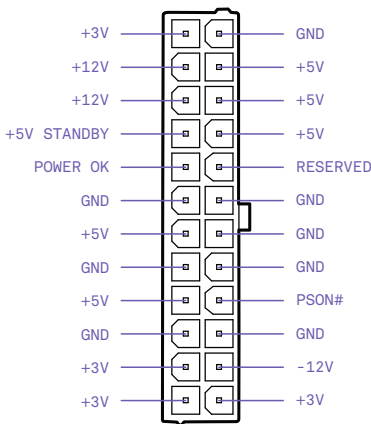 +3V GND
+12V +5V
+12V +5V
+5V STANDBY +5V
POWER OK RESERVED
GND GND
+5V GND
GND GND
+5V PSON#
GND GND
+3V -12V
+3V +3V